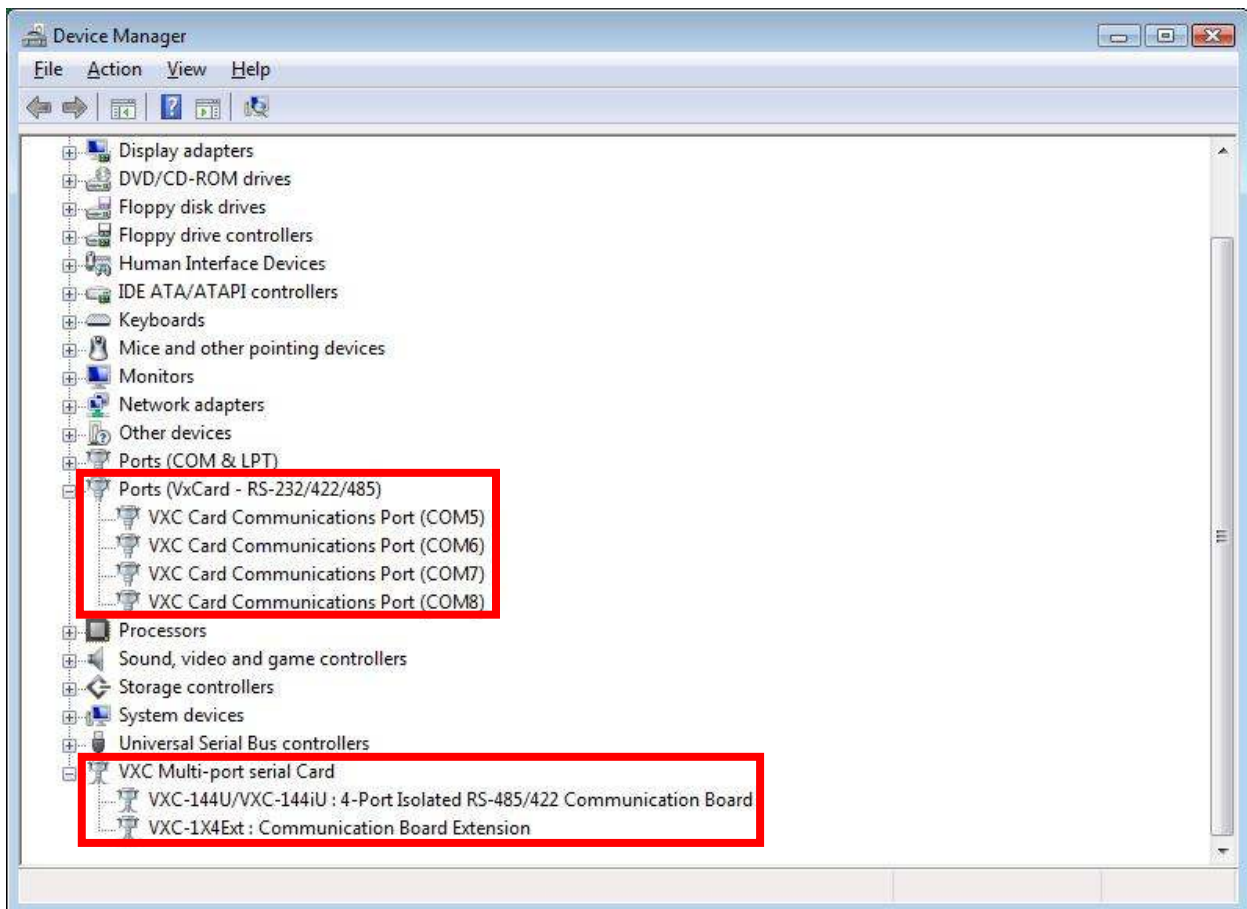 Device Manager
File Action View Help
Display adapters
DVD/CD-ROM drives
Floppy disk drives
Floppy drive controllers
Human Interface Devices
IDE ATA/ATAPI controllers
Keyboards
Mice and other pointing devices
Monitors
Network adapters
Other devices
Ports (COM & LPT)
Ports (VxCard - RS-232/422/485)
VXC Card Communications Port (COM5)
VXC Card Communications Port (COM6)
VXC Card Communications Port (COM7)
VXC Card Communications Port (COM8)
Processors
Sound, video and game controllers
Storage controllers
System devices
Universal Serial Bus controllers
VXC Multi-port serial Card
VXC-144U/VXC-144iU : 4-Port Isolated RS-485/422 Communication Board
VXC-1X4Ext : Communication Board Extension